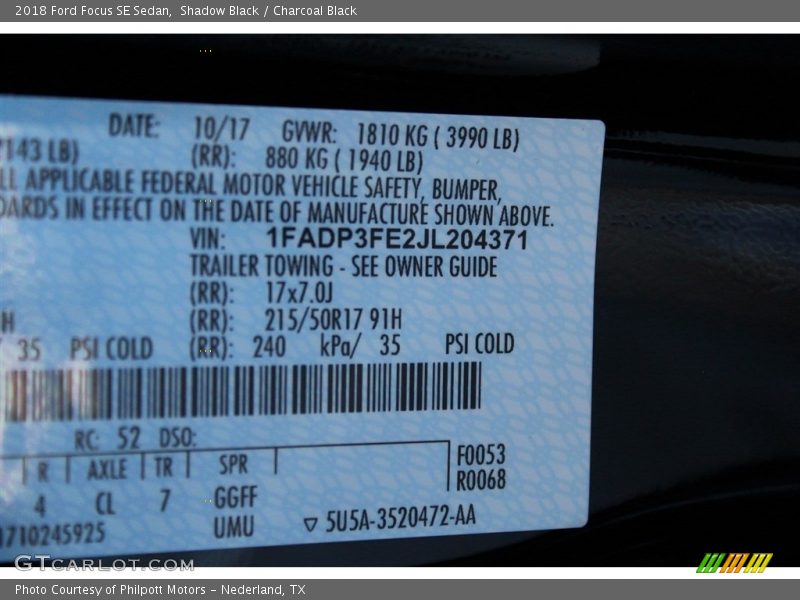 2018 Ford Focus SE Sedan, Shadow Black / Charcoal Black
DATE: 10/17 GVWR: 1810 KG ( 3990 LB)
143 LB) (RR): 880 KG ( 1940 LB)
LL APPLICABLE FEDERAL MOTOR VEHICLE SAFETY, BUMPER,
DARDS IN EFFECT ON THE DATE OF MANUFACTURE SHOWN ABOVE.
VIN: 1FADP3FE2JL204371
TRAILER TOWING - SEE OWNER GUIDE
(RR): 17x7.0J
H (RR): 215/50R17 91H
/ 35 PSI COLD (RR): 240 kPa/ 35 PSI COLD
RC: 52 DSO:
R AXLE TR SPR F0053
R0068
4 CL 7 GGFF
1710245925 UMU ▽ 5U5A-3520472-AA
GTCARLOT.COM
Photo Courtesy of Philpott Motors - Nederland, TX